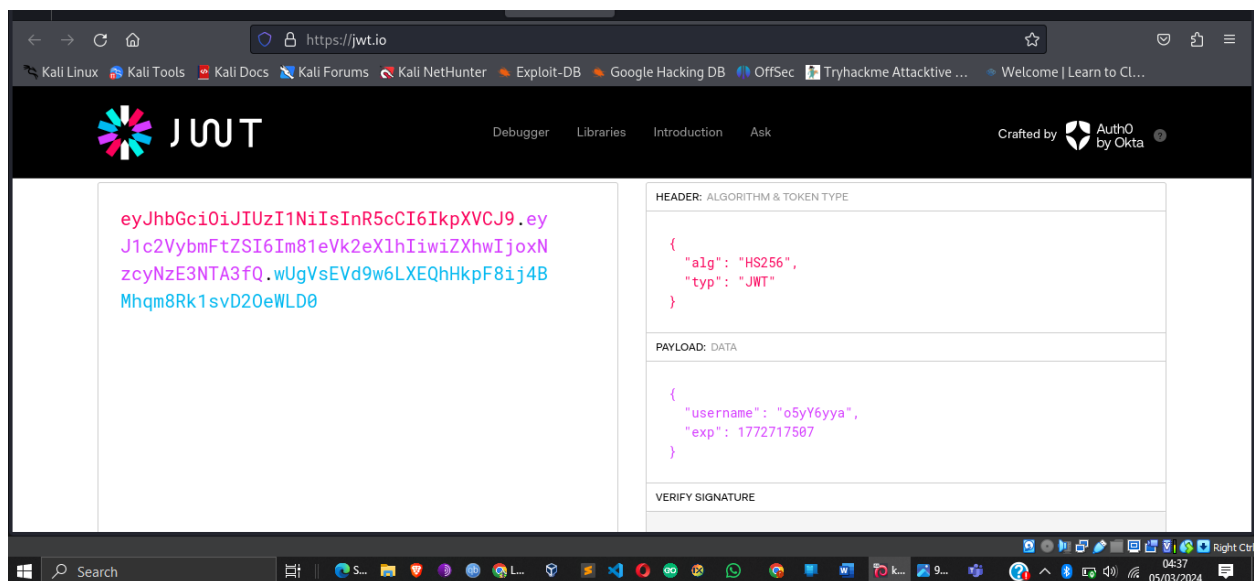 https://jwt.io
Kali Linux Kali Tools Kali Docs Kali Forums Kali NetHunter Exploit-DB Google Hacking DB OffSec Tryhackme Attacktive ... Welcome | Learn to Cl...
JWT Debugger Libraries Introduction Ask Crafted by Auth0 by Okta
HEADER: ALGORITHM & TOKEN TYPE
eyJhbGciOiJIUzI1NiIsInR5cCI6IkpXVCJ9.ey
J1c2VybmFtZSI6Im81eVk2eXlhIiwiZXhwIjoxN
zcyNzE3NTA3fQ.wUgVsEVd9w6LXEQhHkpF8ij4B
Mhqm8Rk1svD2OeWLD0
{
"alg": "HS256",
"typ": "JWT"
}
PAYLOAD: DATA
{
"username": "o5yY6yya",
"exp": 1772717507
}
VERIFY SIGNATURE
Right Ctrl
Search S... L... k... 9... 04:37
05/03/2024